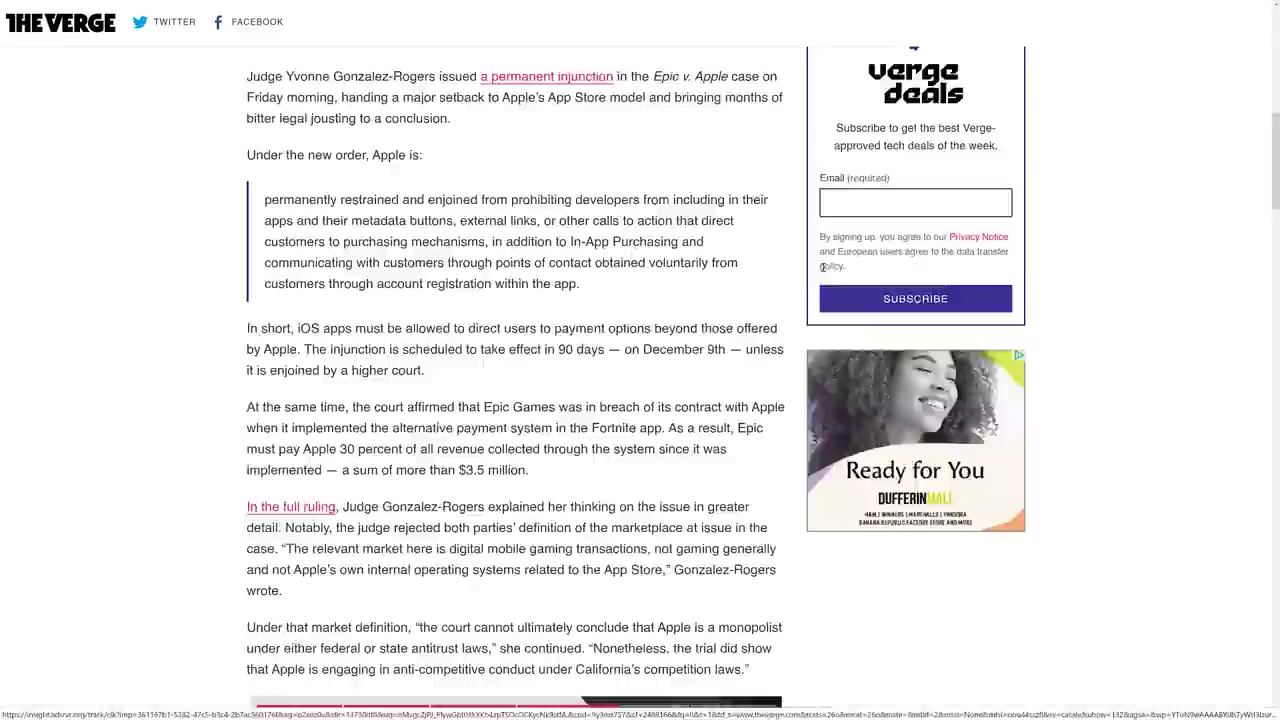 THE VERGE
TWITTER
FACEBOOK
Judge Yvonne Gonzalez-Rogers issued a permanent injunction in the Epic v. Apple case on
Friday morning, handing a major setback to Apple's App Store model and bringing months of
bitter legal jousting to a conclusion.
Under the new order, Apple is:
permanently restrained and enjoined from prohibiting developers from including in their
apps and their metadata buttons, external links, or other calls to action that direct
customers to purchasing mechanisms, in addition to In-App Purchasing and
communicating with customers through points of contact obtained voluntarily from
customers through account registration within the app.
In short, iOS apps must be allowed to direct users to payment options beyond those offered
by Apple. The injunction is scheduled to take effect in 90 days — on December 9th — unless
it is enjoined by a higher court.
At the same time, the court affirmed that Epic Games was in breach of its contract with Apple
when it implemented the alternative payment system in the Fortnite app. As a result, Epic
must pay Apple 30 percent of all revenue collected through the system since it was
implemented — a sum of more than $3.5 million.
In the full ruling, Judge Gonzalez-Rogers explained her thinking on the issue in greater
detail. Notably, the judge rejected both parties' definition of the marketplace at issue in the
case. “The relevant market here is digital mobile gaming transactions, not gaming generally
and not Apple's own internal operating systems related to the App Store,” Gonzalez-Rogers
wrote.
Under that market definition, “the court cannot ultimately conclude that Apple is a monopolist
under either federal or state antitrust laws,” she continued. “Nonetheless, the trial did show
that Apple is engaging in anti-competitive conduct under California's competition laws.”
verge
deals
Subscribe to get the best Verge-
approved tech deals of the week.
Email (required)
By signing up, you agree to our Privacy Notice
and European users agree to the data transfer
policy.
SUBSCRIBE
Ready for You
DUFFERIN MALL